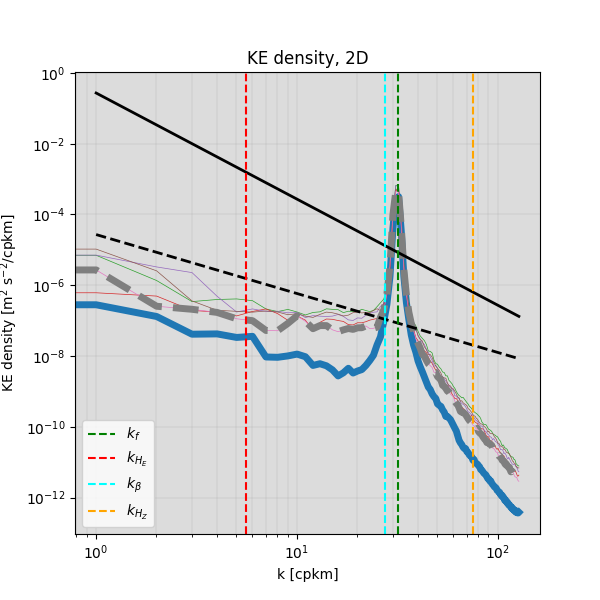 KE density, 2D
KE density [m² s⁻²/cpkm]
10⁰
10⁻²
10⁻⁴
10⁻⁶
10⁻⁸
10⁻¹⁰
10⁻¹²
k_f
k_{H_E}
k_β
k_{H_Z}
10⁰ 10¹ 10²
k [cpkm]